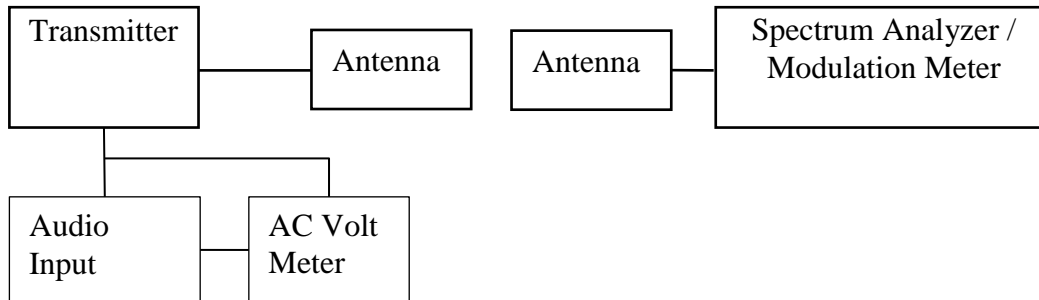 Transmitter
Antenna
Antenna
Spectrum Analyzer /
Modulation Meter
Audio
Input
AC Volt
Meter